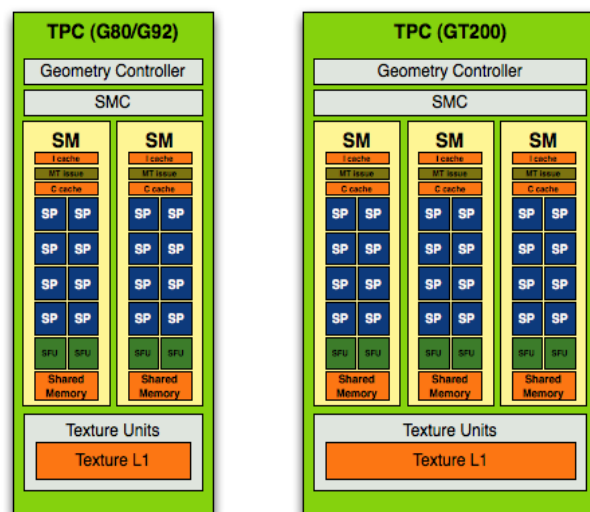 TPC (G80/G92)
Geometry Controller
SMC
SM SM
I cache I cache
MT issue MT issue
C cache C cache
SP SP SP SP
SP SP SP SP
SP SP SP SP
SP SP SP SP
SFU SFU SFU SFU
Shared Shared
Memory Memory
Texture Units
Texture L1
TPC (GT200)
Geometry Controller
SMC
SM SM SM
I cache I cache I cache
MT issue MT issue MT issue
C cache C cache C cache
SP SP SP SP SP SP
SP SP SP SP SP SP
SP SP SP SP SP SP
SP SP SP SP SP SP
SFU SFU SFU SFU SFU SFU
Shared Shared Shared
Memory Memory Memory
Texture Units
Texture L1